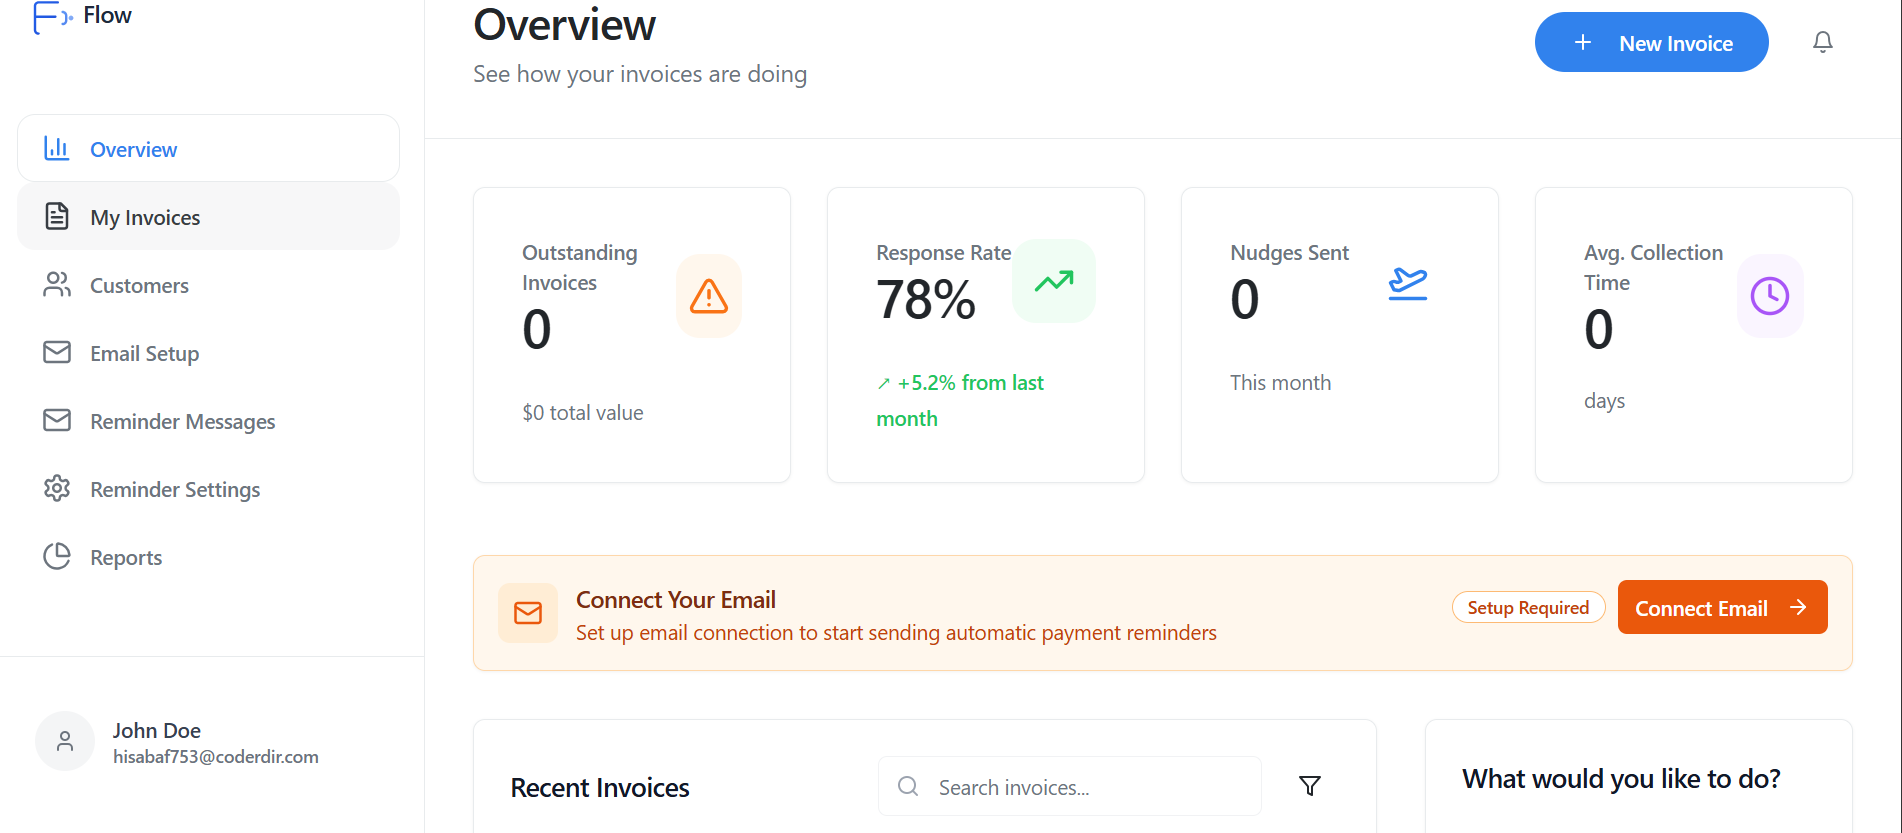 Flow
Overview
My Invoices
Customers
Email Setup
Reminder Messages
Reminder Settings
Reports
John Doe
hisabaf753@coderdir.com
Overview
See how your invoices are doing
New Invoice
Outstanding
Invoices
0
$0 total value
Response Rate
78%
↗ +5.2% from last
month
Nudges Sent
0
This month
Avg. Collection
Time
0
days
Connect Your Email
Set up email connection to start sending automatic payment reminders
Setup Required
Connect Email
Recent Invoices
Search invoices...
What would you like to do?